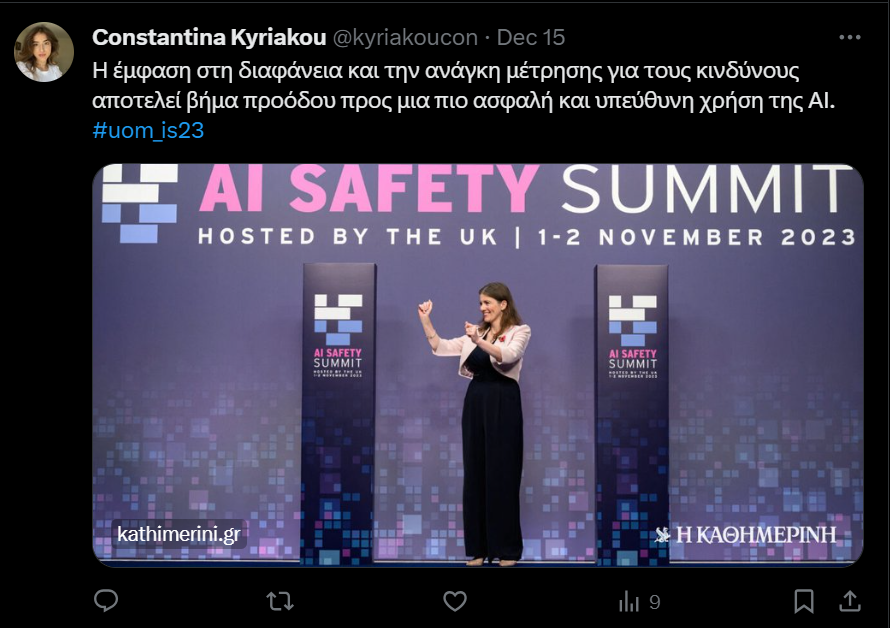 Constantina Kyriakou @kyriakoucon · Dec 15
Η έμφαση στη διαφάνεια και την ανάγκη μέτρησης για τους κινδύνους
αποτελεί βήμα προόδου προς μια πιο ασφαλή και υπεύθυνη χρήση της AI.
#uom_is23
AI SAFETY SUMMIT
HOSTED BY THE UK | 1-2 NOVEMBER 2023
AI SAFETY
SUMMIT
HOSTED BY THE UK
1-2 NOVEMBER 2023
AI SAFETY
SUMMIT
HOSTED BY THE UK
1-2 NOVEMBER 2023
kathimerini.gr
Η ΚΑΘΗΜΕΡΙΝΗ
9